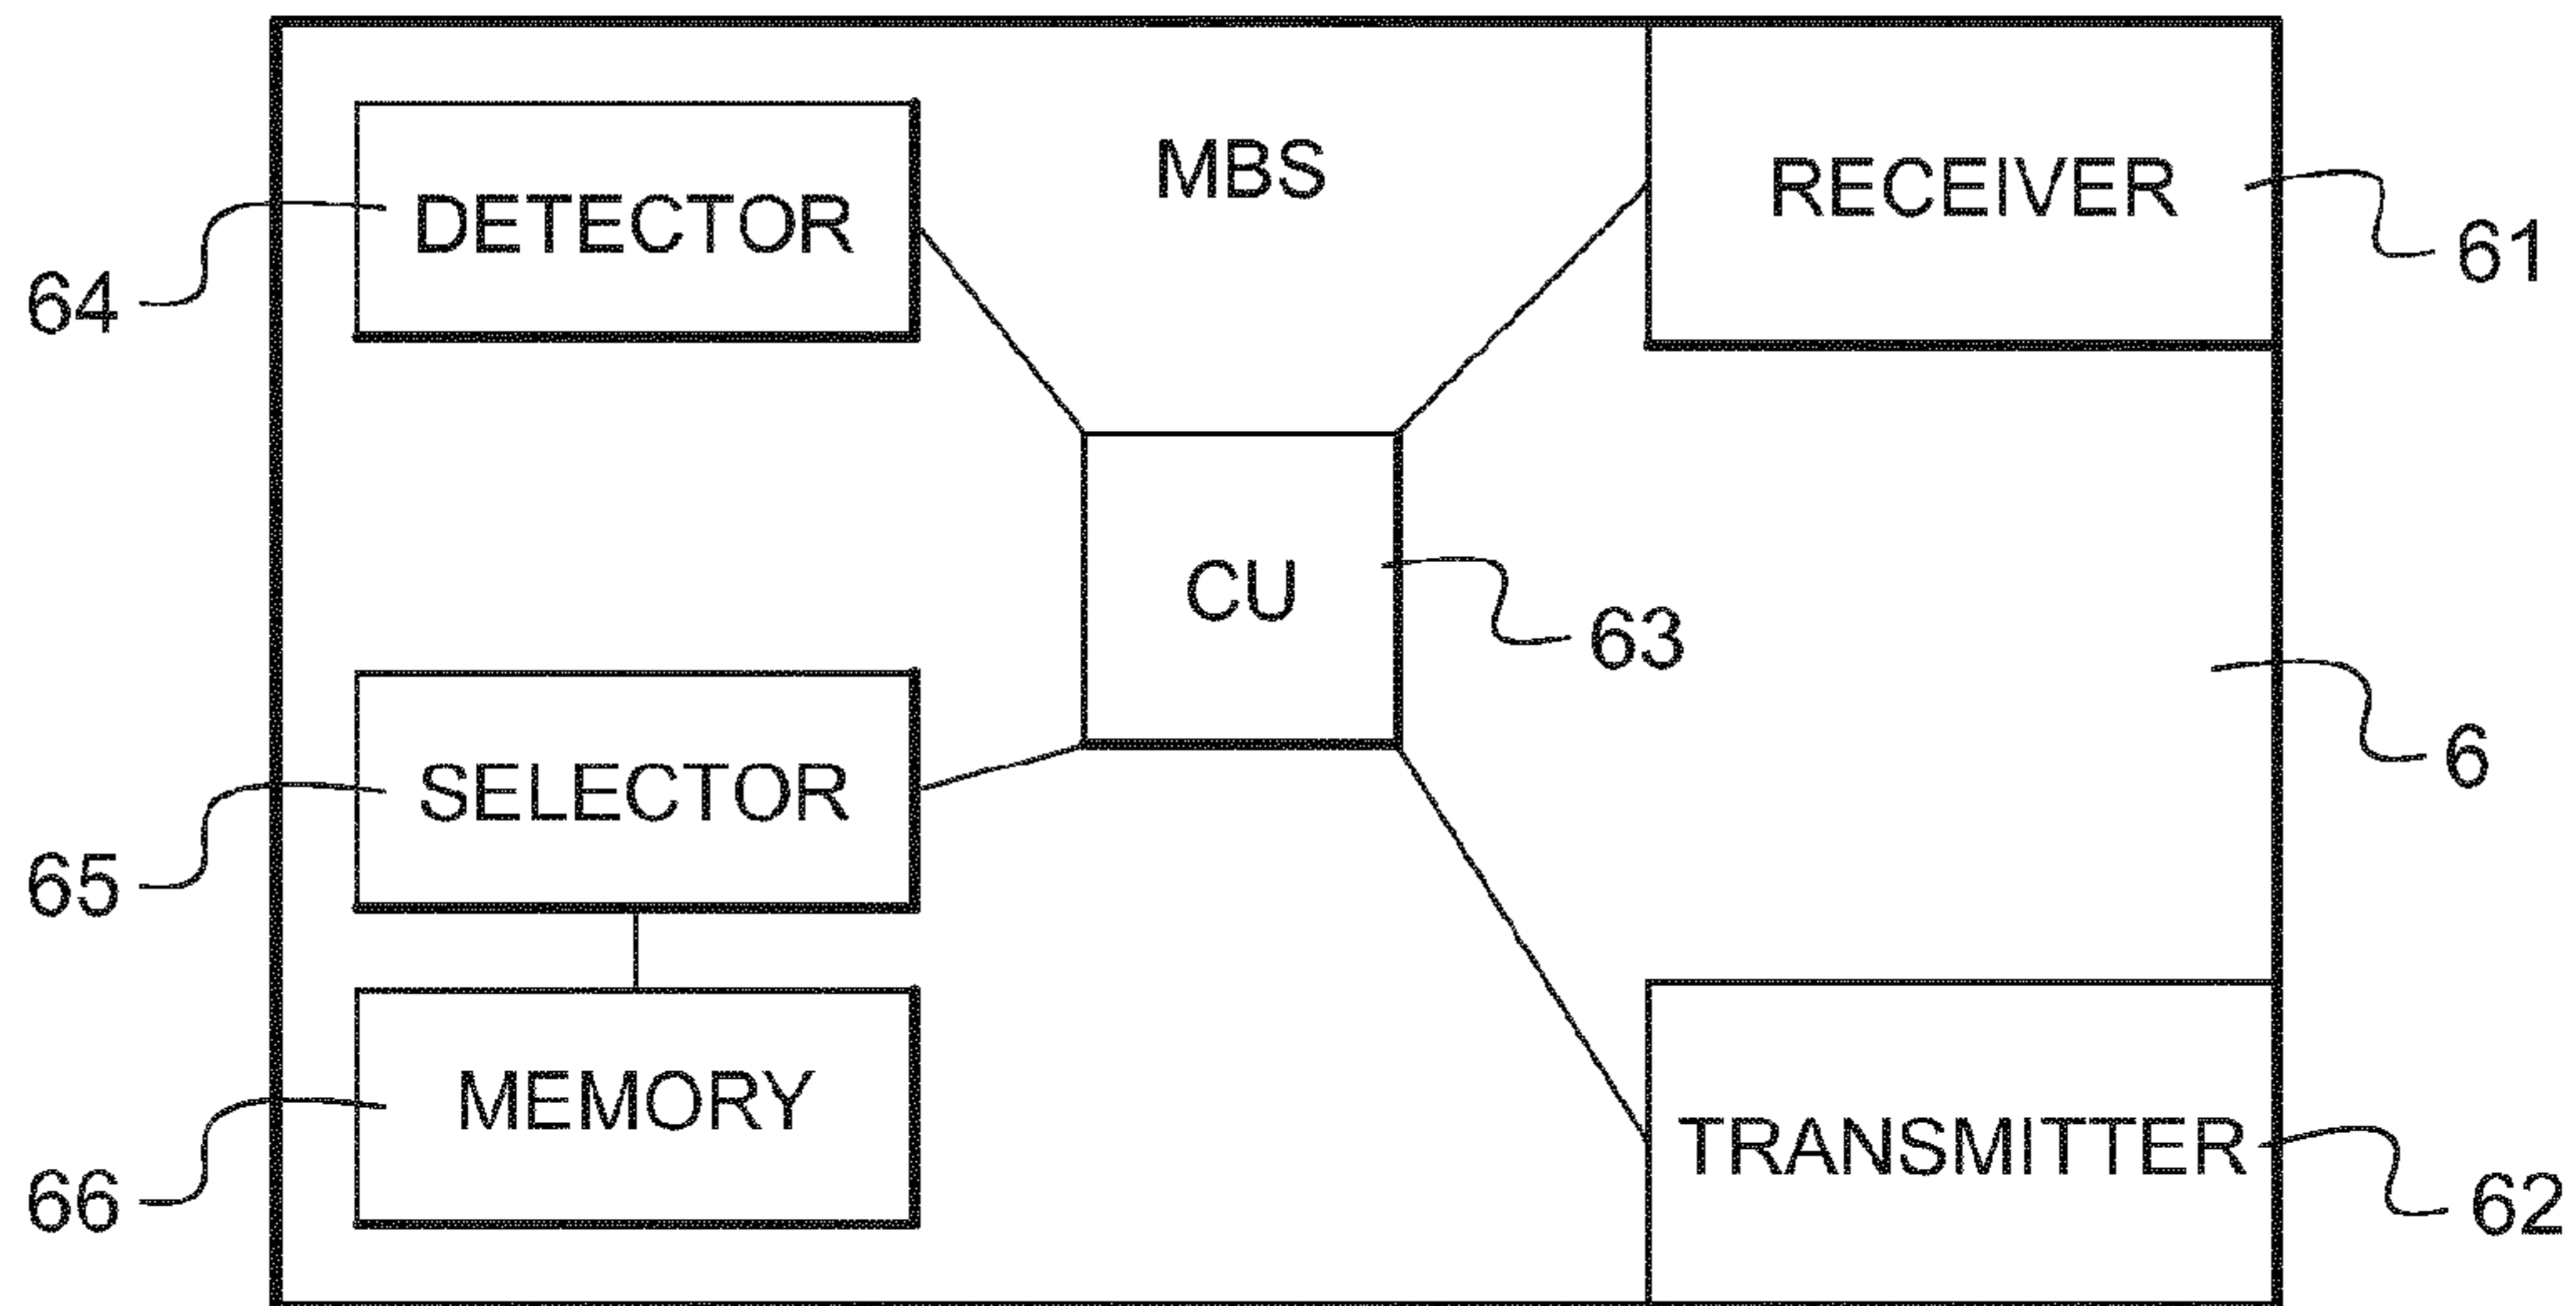 MBS
DETECTOR
RECEIVER
64
61
CU
63
SELECTOR
6
65
MEMORY
TRANSMITTER
66
62